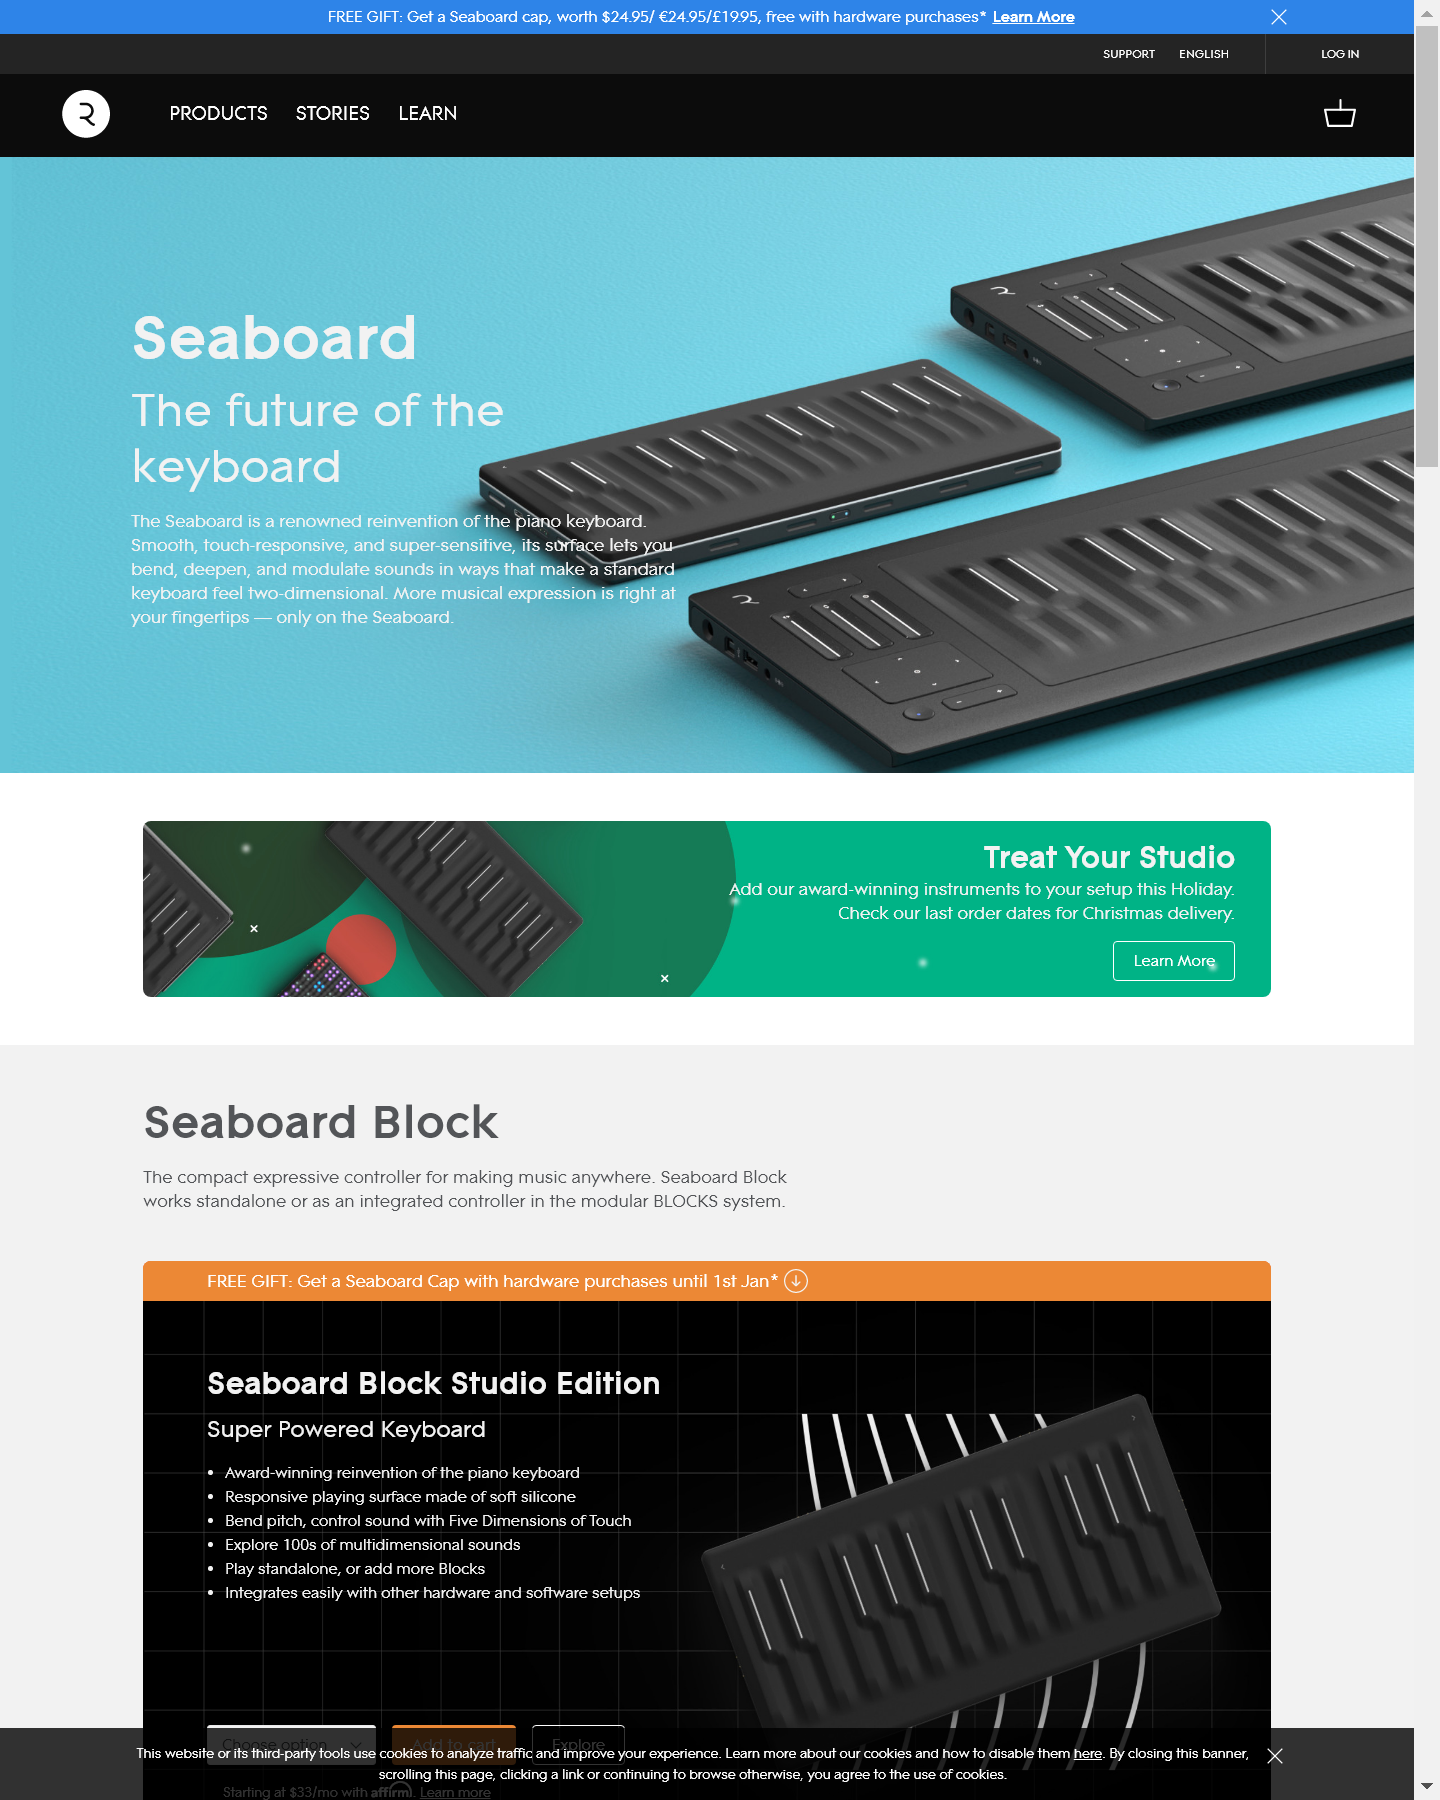 FREE GIFT: Get a Seaboard cap, worth $24.95/ €24.95/£19.95, free with hardware purchases* Learn More
SUPPORT
ENGLISH
LOG IN
PRODUCTS
STORIES
LEARN
Seaboard
The future of the
keyboard
The Seaboard is a renowned reinvention of the piano keyboard.
Smooth, touch-responsive, and super-sensitive, its surface lets you
bend, deepen, and modulate sounds in ways that make a standard
keyboard feel two-dimensional. More musical expression is right at
your fingertips — only on the Seaboard.
Treat Your Studio
Add our award-winning instruments to your setup this Holiday.
Check our last order dates for Christmas delivery.
Learn More
Seaboard Block
The compact expressive controller for making music anywhere. Seaboard Block
works standalone or as an integrated controller in the modular BLOCKS system.
FREE GIFT: Get a Seaboard Cap with hardware purchases until 1st Jan*
Seaboard Block Studio Edition
Super Powered Keyboard
• Award-winning reinvention of the piano keyboard
• Responsive playing surface made of soft silicone
• Bend pitch, control sound with Five Dimensions of Touch
• Explore 100s of multidimensional sounds
• Play standalone, or add more Blocks
• Integrates easily with other hardware and software setups
Choose option
Add to cart
Explore
This website or its third-party tools use cookies to analyze traffic and improve your experience. Learn more about our cookies and how to disable them here. By closing this banner,
scrolling this page, clicking a link or continuing to browse otherwise, you agree to the use of cookies.
Starting at $33/mo with affirm. Learn more